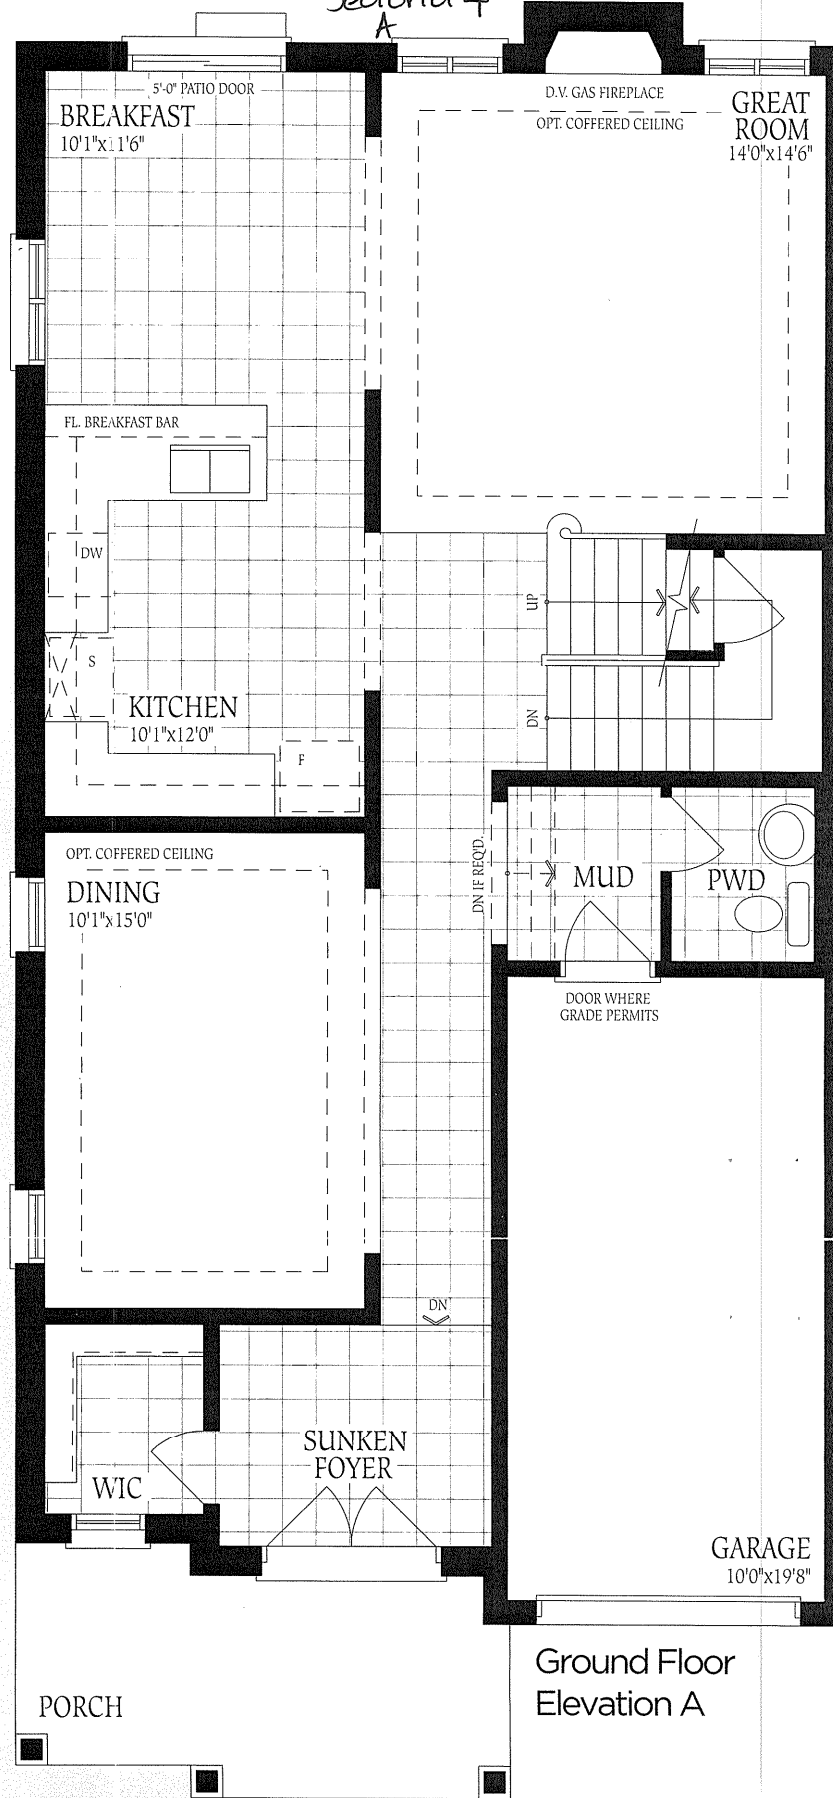 A
5'-0" PATIO DOOR
BREAKFAST
10'1"x11'6"
D.V. GAS FIREPLACE
OPT. COFFERED CEILING
GREAT
ROOM
14'0"x14'6"
FL. BREAKFAST BAR
DW
S
KITCHEN
10'1"x12'0"
F
UP
DN
OPT. COFFERED CEILING
DINING
10'1"x15'0"
DN IF REQ'D.
MUD
PWD
DOOR WHERE
GRADE PERMITS
DN
SUNKEN
FOYER
WIC
GARAGE
10'0"x19'8"
Ground Floor
Elevation A
PORCH